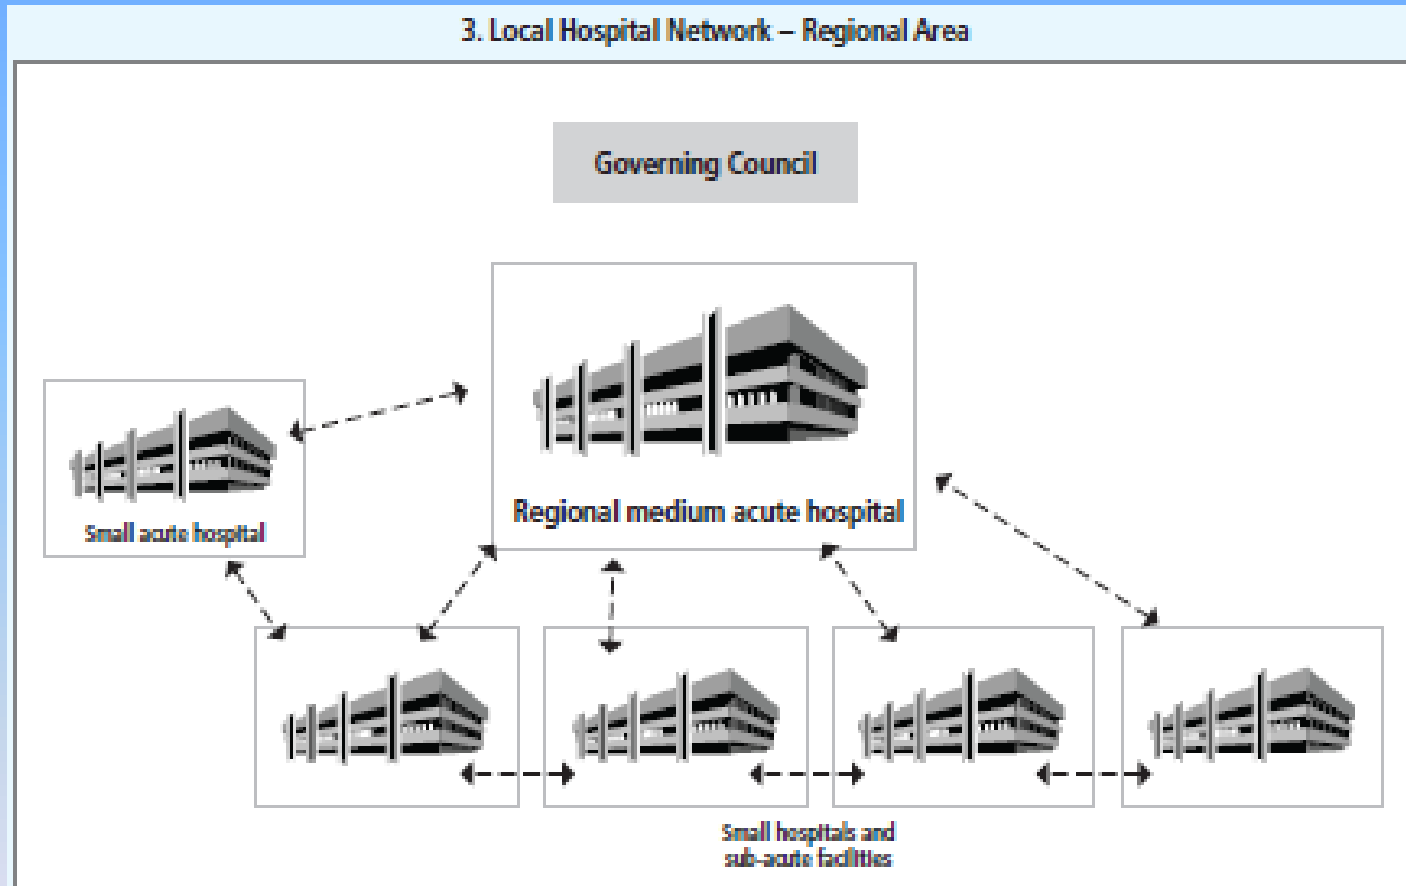 3. Local Hospital Network – Regional Area
Governing Council
Regional medium acute hospital
Small acute hospital
Small hospitals and
sub-acute facilities